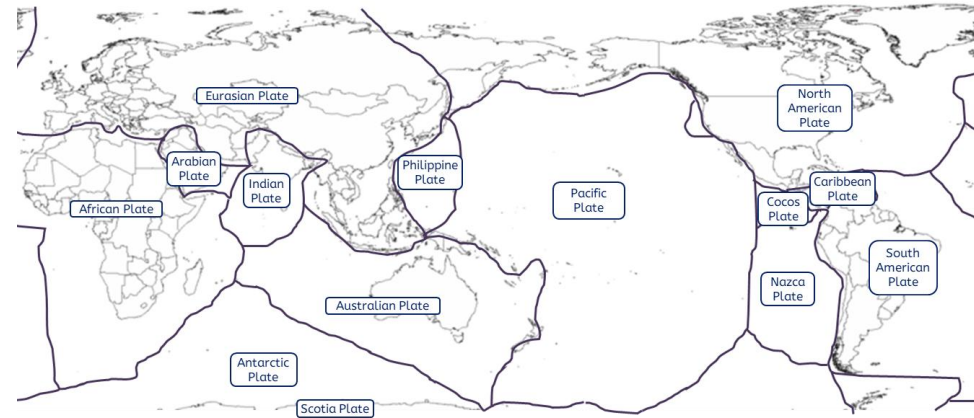 Eurasian Plate
North
American
Plate
Arabian
Plate
Philippine
Plate
Indian
Plate
Caribbean
Plate
Pacific
Plate
Cocos
Plate
African Plate
South
American
Plate
Nazca
Plate
Australian Plate
Antarctic
Plate
Scotia Plate